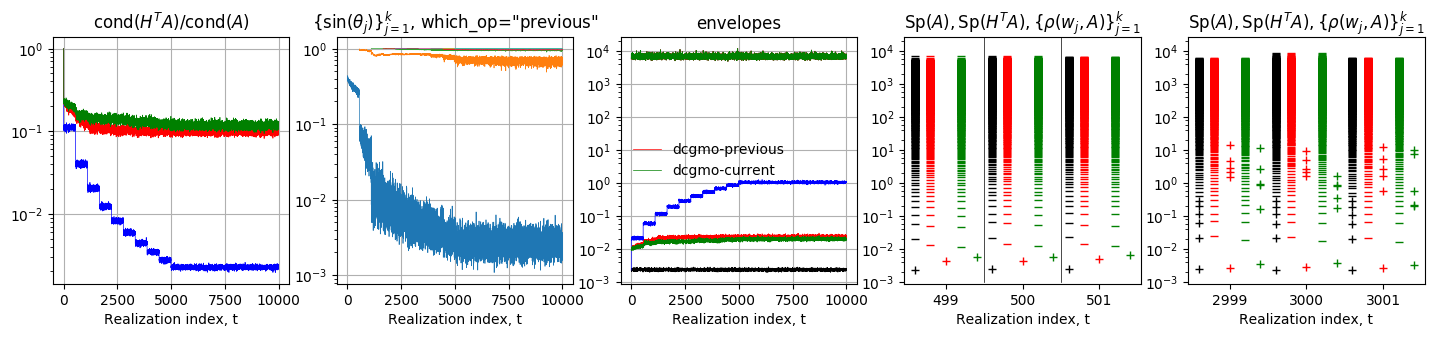 cond(H^T A)/cond(A)
10^0
10^-1
10^-2
0 2500 5000 7500 10000
Realization index, t
{sin(θ_j)}_{j=1}^k, which_op="previous"
10^0
10^-1
10^-2
10^-3
0 2500 5000 7500 10000
Realization index, t
envelopes
10^4
10^3
10^2
10^1
10^0
10^-1
10^-2
10^-3
dcgmo-previous
dcgmo-current
0 2500 5000 7500 10000
Realization index, t
Sp(A), Sp(H^T A), {ρ(w_j, A)}_{j=1}^k
10^4
10^3
10^2
10^1
10^0
10^-1
10^-2
10^-3
499 500 501
Realization index, t
Sp(A), Sp(H^T A), {ρ(w_j, A)}_{j=1}^k
10^4
10^3
10^2
10^1
10^0
10^-1
10^-2
10^-3
2999 3000 3001
Realization index, t